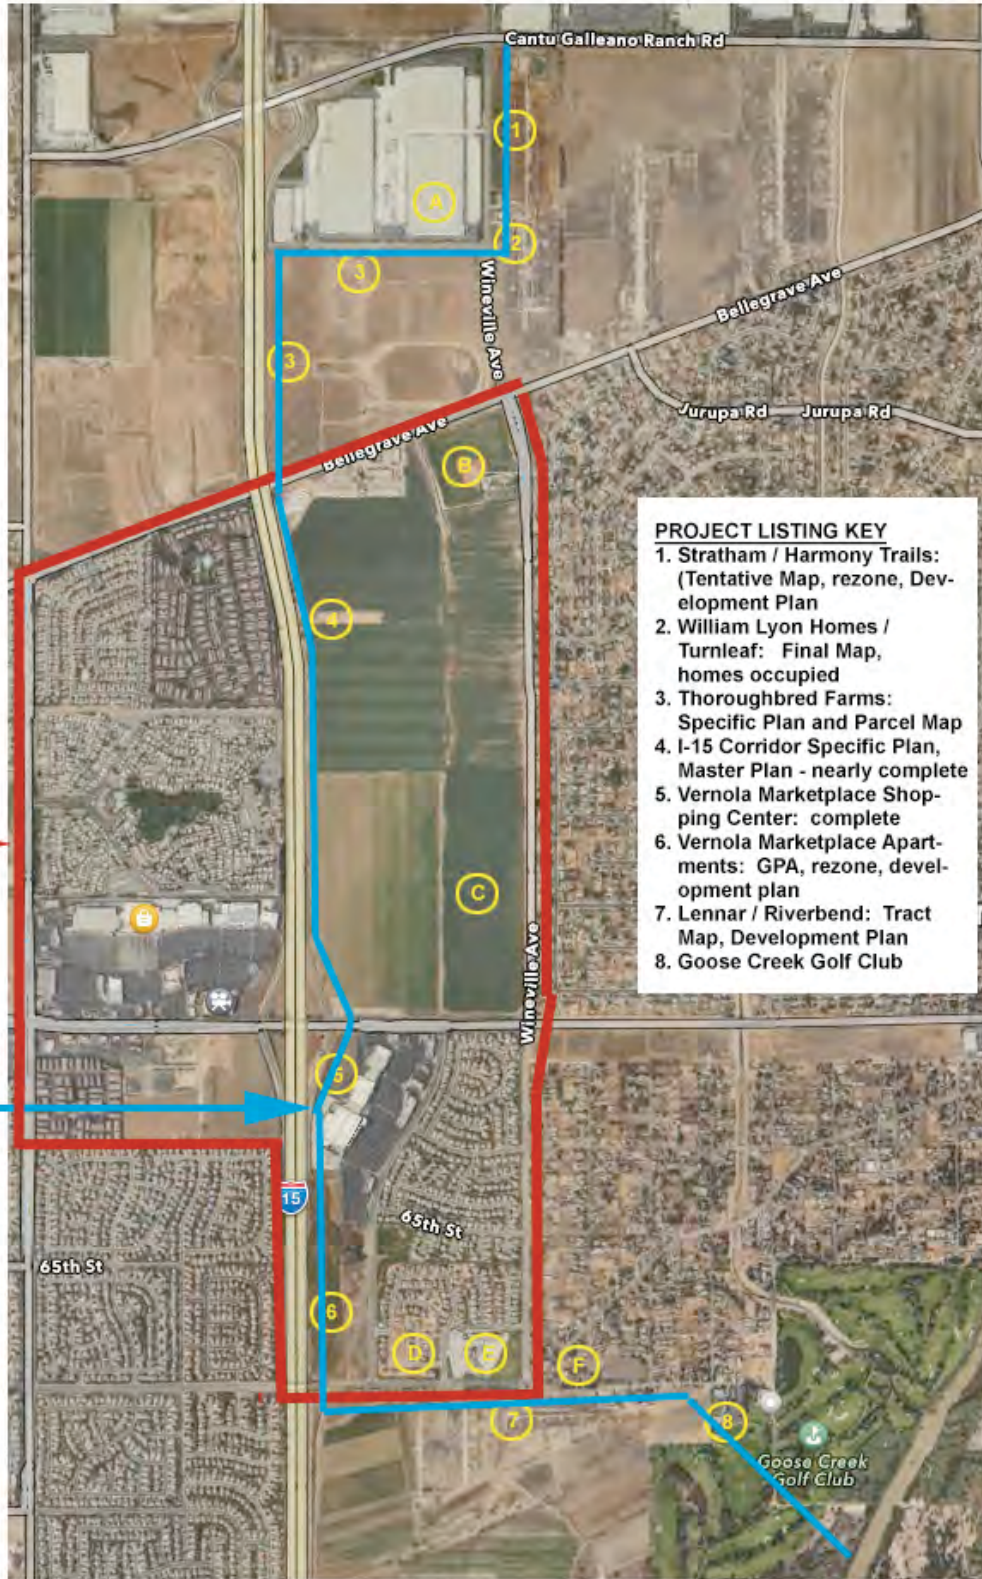 Cantu Galleano Ranch Rd
1
A
2
3
Wineville Ave
Bellegrave Ave
3
Jurupa Rd
Jurupa Rd
Bellegrave Ave
B
PROJECT LISTING KEY
1. Stratham / Harmony Trails:
(Tentative Map, rezone, Dev-
elopment Plan
2. William Lyon Homes /
Turnleaf: Final Map,
homes occupied
3. Thoroughbred Farms:
Specific Plan and Parcel Map
4. I-15 Corridor Specific Plan,
Master Plan - nearly complete
5. Vernola Marketplace Shop-
ping Center: complete
6. Vernola Marketplace Apart-
ments: GPA, rezone, devel-
opment plan
7. Lennar / Riverbend: Tract
Map, Development Plan
8. Goose Creek Golf Club
4
C
Wineville Ave
5
15
65th St
65th St
6
D
E
F
7
8
Goose Creek
Golf Club